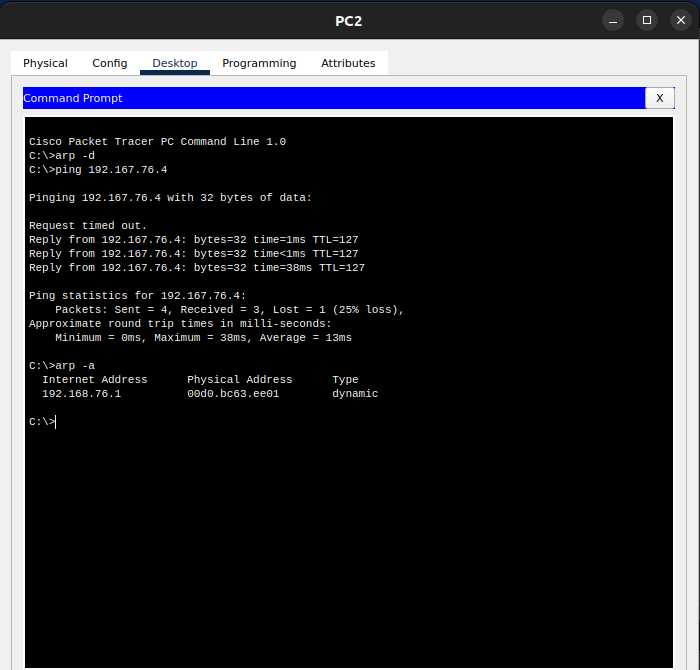 PC2
Physical Config Desktop Programming Attributes
Command Prompt X
Cisco Packet Tracer PC Command Line 1.0
C:\>arp -d
C:\>ping 192.167.76.4
Pinging 192.167.76.4 with 32 bytes of data:
Request timed out.
Reply from 192.167.76.4: bytes=32 time=1ms TTL=127
Reply from 192.167.76.4: bytes=32 time<1ms TTL=127
Reply from 192.167.76.4: bytes=32 time=38ms TTL=127
Ping statistics for 192.167.76.4:
    Packets: Sent = 4, Received = 3, Lost = 1 (25% loss),
Approximate round trip times in milli-seconds:
    Minimum = 0ms, Maximum = 38ms, Average = 13ms
C:\>arp -a
  Internet Address      Physical Address      Type
  192.168.76.1          00d0.bc63.ee01        dynamic
C:\>